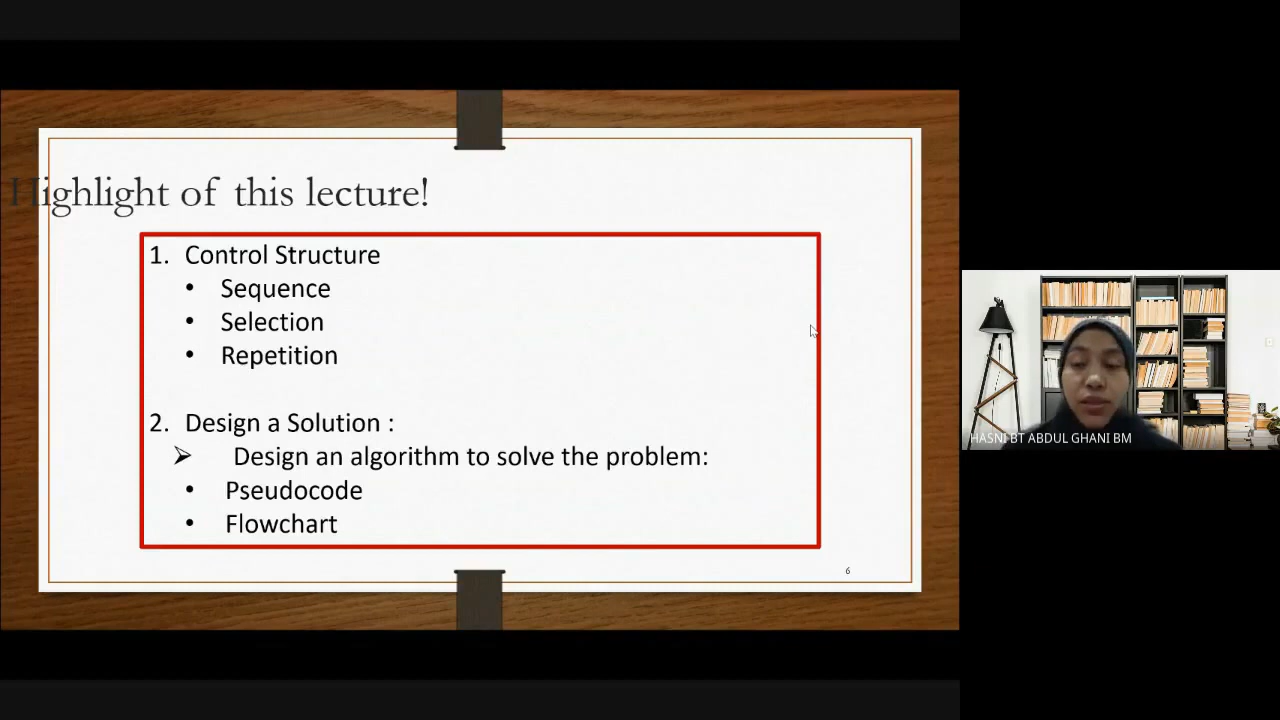 Highlight of this lecture!
1. Control Structure
• Sequence
• Selection
• Repetition
2. Design a Solution :
➢ Design an algorithm to solve the problem:
• Pseudocode
• Flowchart
6
HASNI BT ABDUL GHANI BM